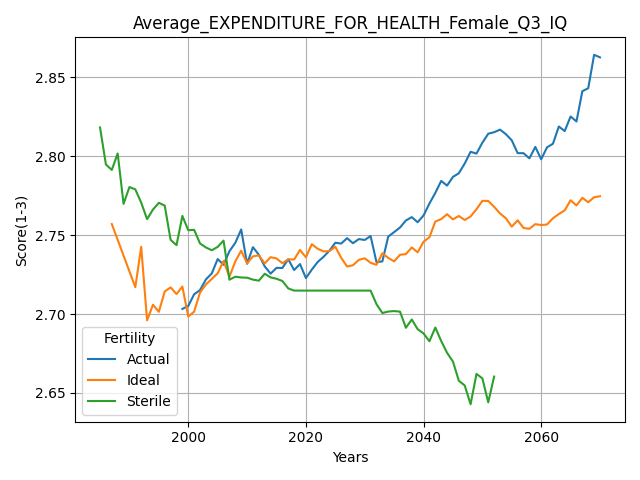 Average_EXPENDITURE_FOR_HEALTH_Female_Q3_IQ
Score(1-3)
2.85
2.80
2.75
2.70
2.65
Fertility
Actual
Ideal
Sterile
2000
2020
2040
2060
Years